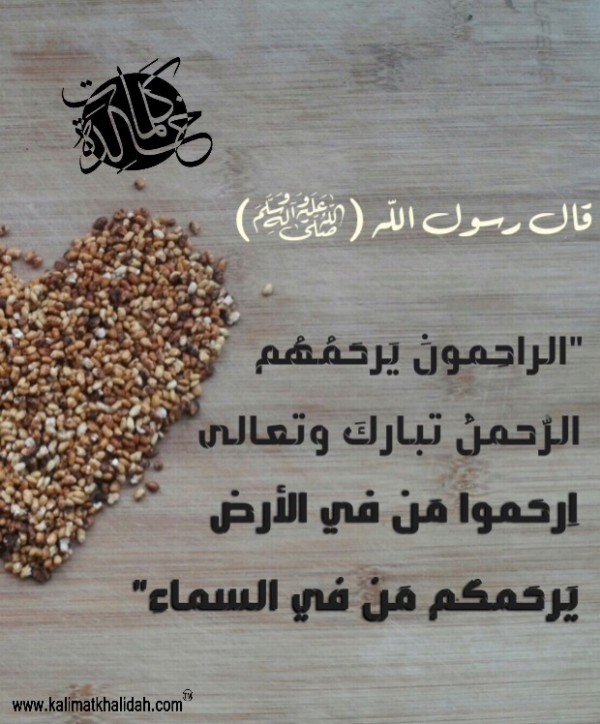 كلمات
خالدة
قال رسول الله (صلى الله عليه وآله وسلم)
"الراحِمونَ يَرحَمُهُم
الرَّحمنُ تباركَ وتعالى
اِرحَموا مَن في الأرض
يَرحَمكم مَن في السماء"
www.kalimatkhalidah.com